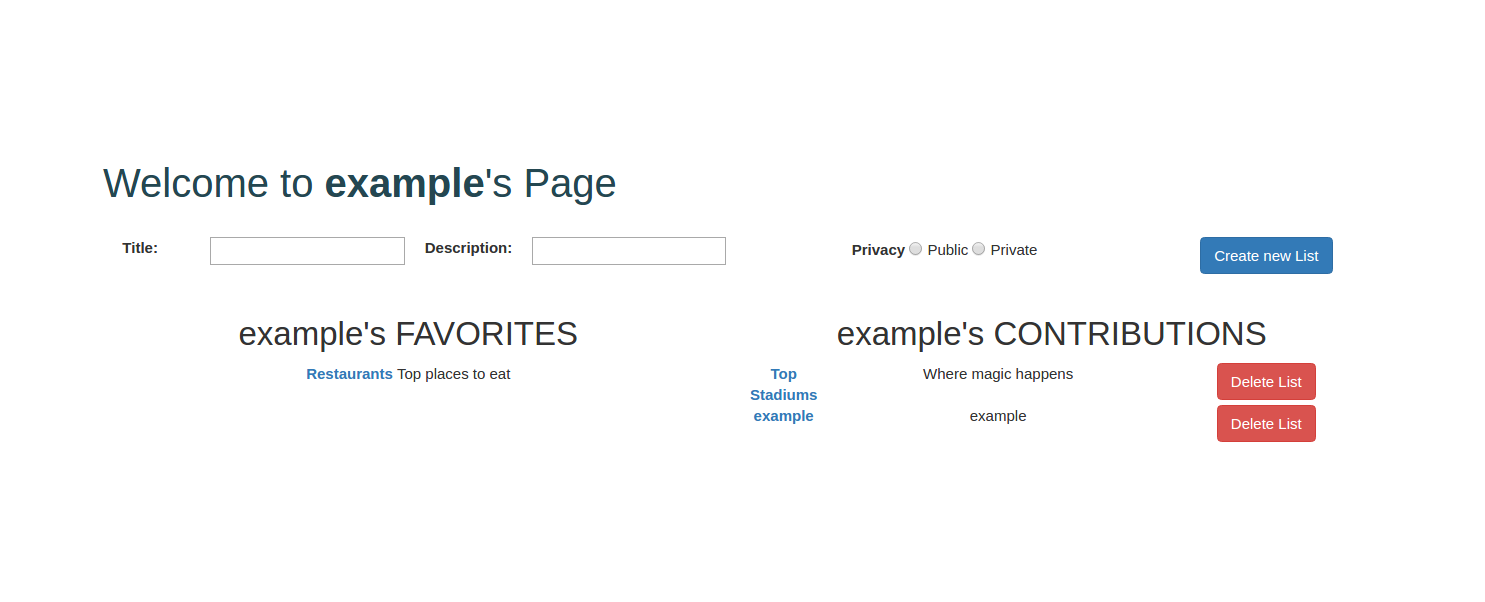 Welcome to example's Page
Title: Description: Privacy Public Private Create new List
example's FAVORITES
Restaurants Top places to eat
example's CONTRIBUTIONS
Top Where magic happens Delete List
Stadiums
example example Delete List